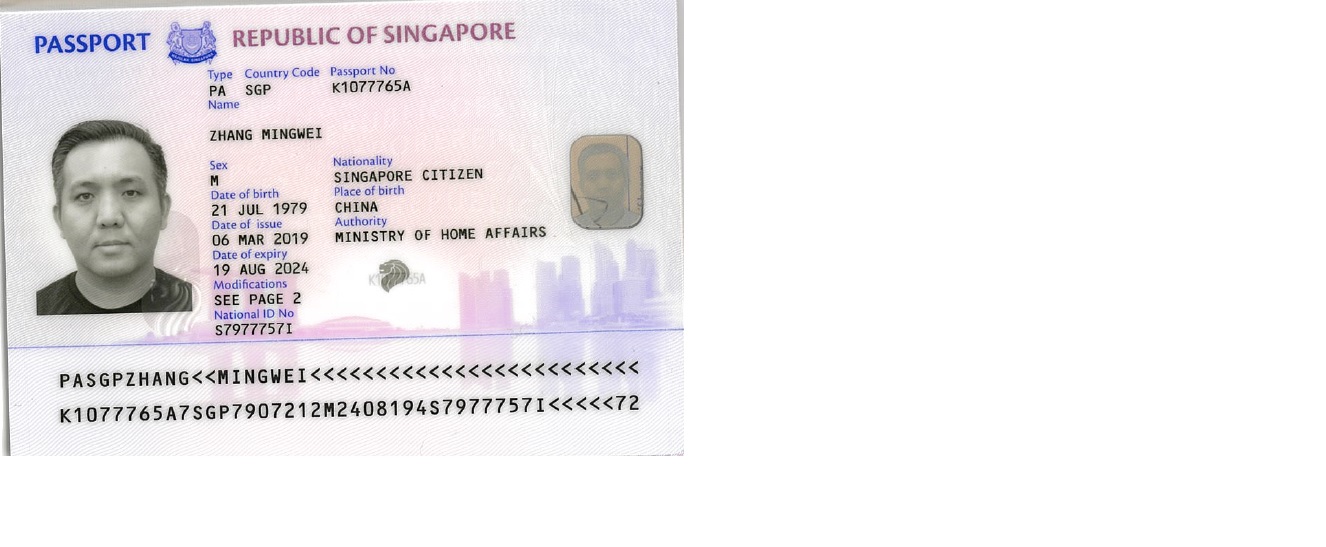 PASSPORT REPUBLIC OF SINGAPORE
Type Country Code Passport No
PA SGP K1077765A
Name
ZHANG MINGWEI
Sex Nationality
M SINGAPORE CITIZEN
Date of birth Place of birth
21 JUL 1979 CHINA
Date of issue Authority
06 MAR 2019 MINISTRY OF HOME AFFAIRS
Date of expiry
19 AUG 2024
Modifications
SEE PAGE 2
National ID No
S7977757I
PASGPZHANG<<MINGWEI<<<<<<<<<<<<<<<<<<<<<<<<<
K1077765A7SGP7907212M2408194S7977757I<<<<<72